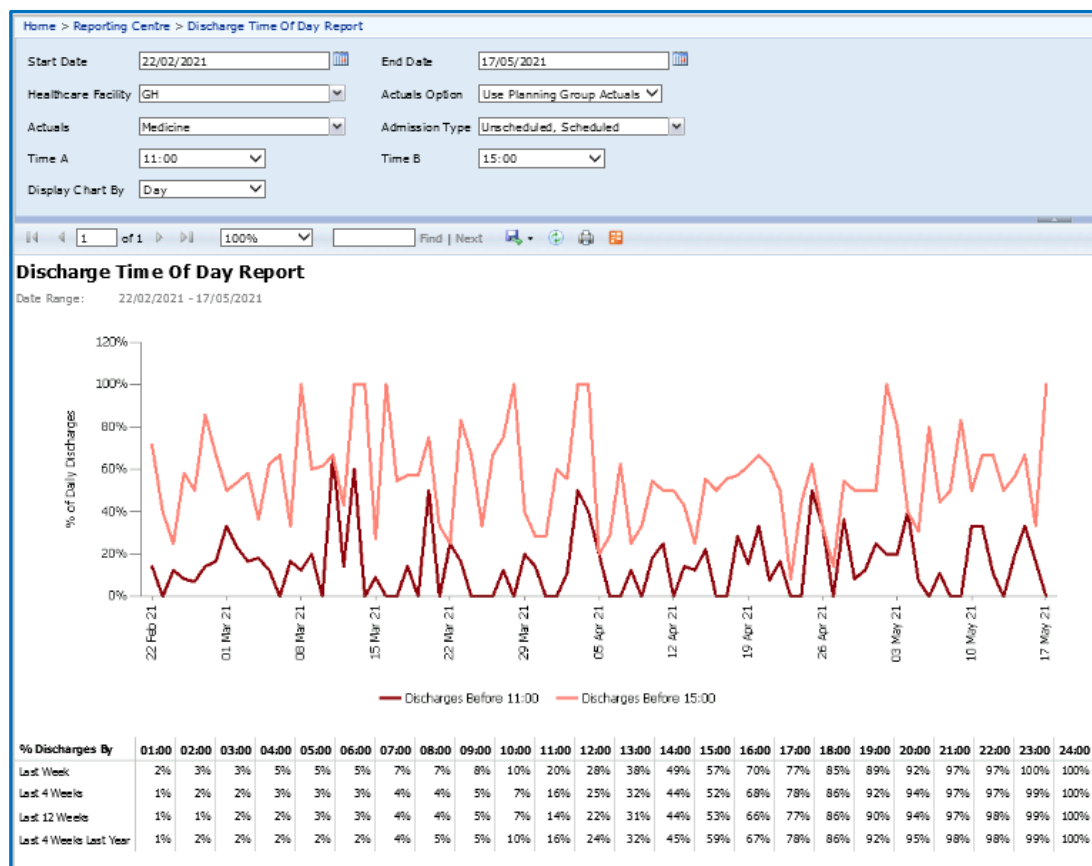 Home > Reporting Centre > Discharge Time Of Day Report
Start Date 22/02/2021 End Date 17/05/2021
Healthcare Facility GH Actuals Option Use Planning Group Actuals
Actuals Medicine Admission Type Unscheduled, Scheduled
Time A 11:00 Time B 15:00
Display Chart By Day
1 of 1 100% Find | Next
Discharge Time Of Day Report
Date Range: 22/02/2021 - 17/05/2021
120%
100%
80%
60%
40%
20%
0%
% of Daily Discharges
22 Feb 21 01 Mar 21 08 Mar 21 15 Mar 21 22 Mar 21 29 Mar 21 05 Apr 21 12 Apr 21 19 Apr 21 26 Apr 21 03 May 21 10 May 21 17 May 21
Discharges Before 11:00 Discharges Before 15:00
% Discharges By 01:00 02:00 03:00 04:00 05:00 06:00 07:00 08:00 09:00 10:00 11:00 12:00 13:00 14:00 15:00 16:00 17:00 18:00 19:00 20:00 21:00 22:00 23:00 24:00
Last Week 2% 3% 3% 5% 5% 5% 7% 7% 8% 10% 20% 28% 38% 49% 57% 70% 77% 85% 89% 92% 97% 97% 100% 100%
Last 4 Weeks 1% 2% 2% 3% 3% 3% 4% 4% 5% 7% 16% 25% 32% 44% 52% 68% 78% 86% 92% 94% 97% 97% 99% 100%
Last 12 Weeks 1% 1% 2% 2% 3% 3% 4% 4% 5% 7% 14% 22% 31% 44% 53% 66% 77% 86% 90% 94% 97% 98% 99% 100%
Last 4 Weeks Last Year 1% 2% 2% 2% 2% 2% 4% 5% 5% 10% 16% 24% 32% 45% 59% 67% 78% 86% 92% 95% 98% 98% 99% 100%